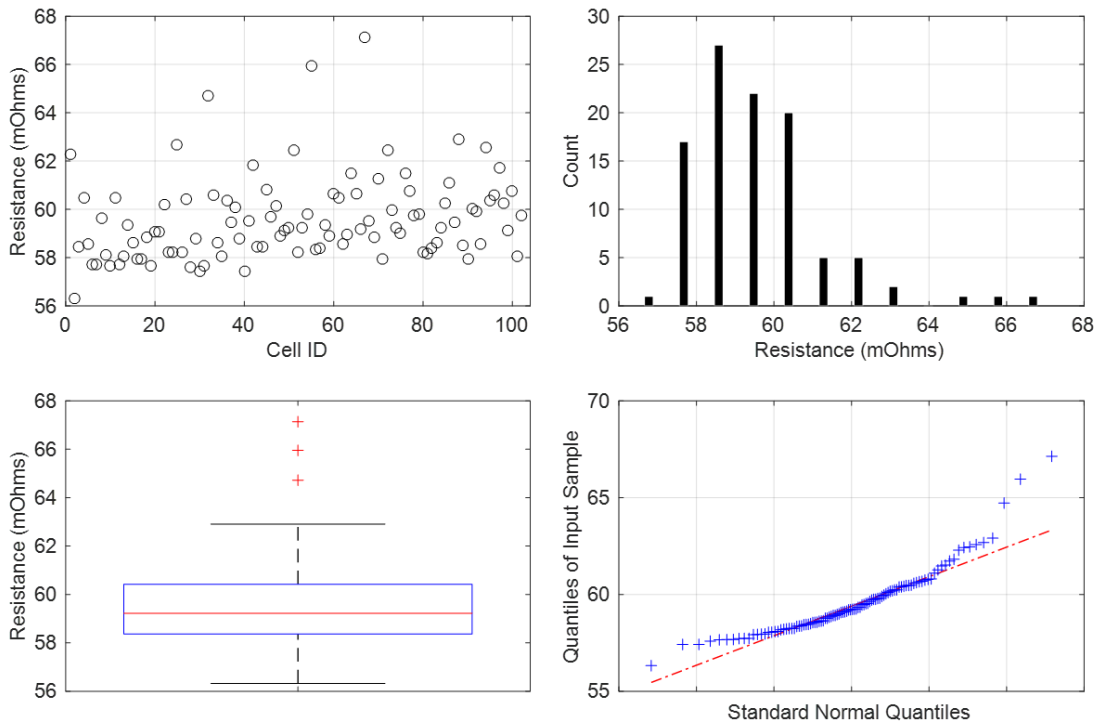 68
66
64
62
60
58
56
0 20 40 60 80 100
Resistance (mOhms)
Cell ID
30
25
20
15
10
5
0
56 58 60 62 64 66 68
Count
Resistance (mOhms)
68
66
64
62
60
58
56
Resistance (mOhms)
70
65
60
55
Quantiles of Input Sample
Standard Normal Quantiles